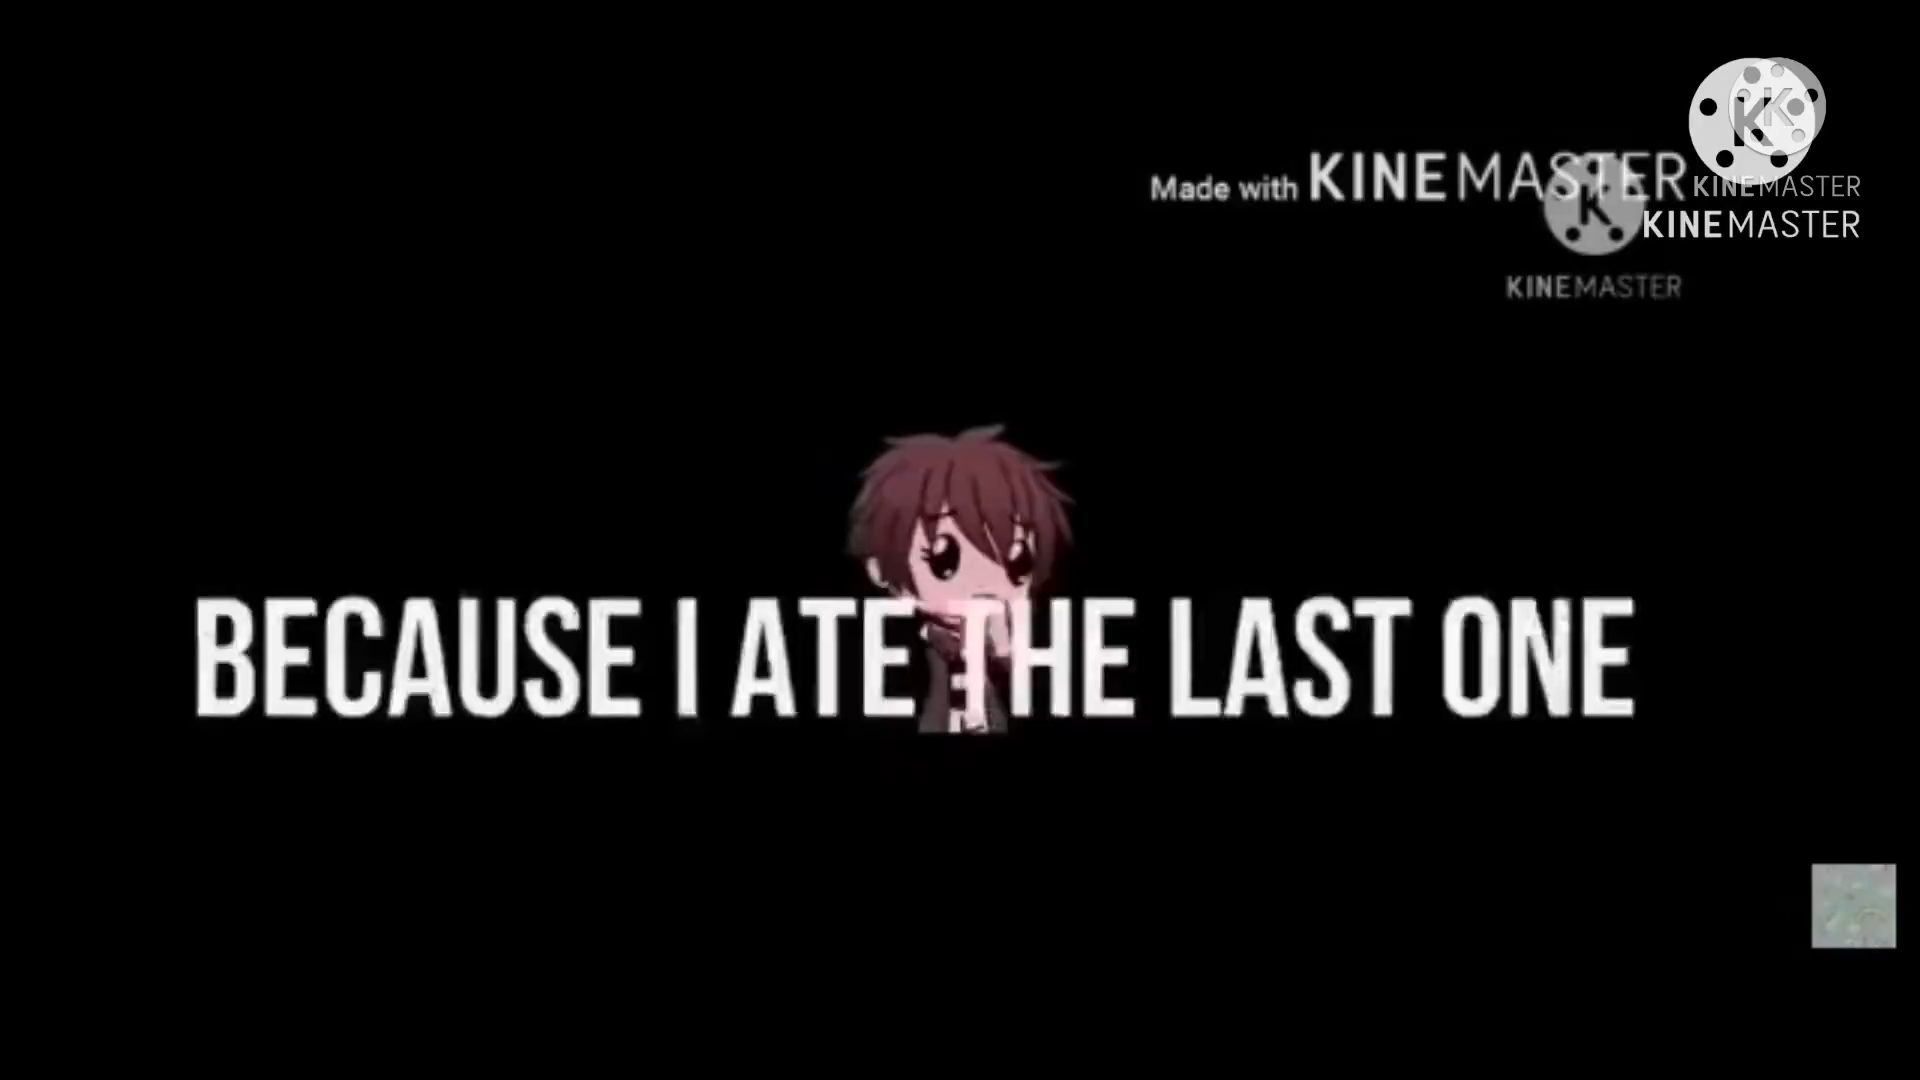 Made with KINEMASTER
KINEMASTER
KINEMASTER
KINEMASTER
BECAUSE I ATE THE LAST ONE